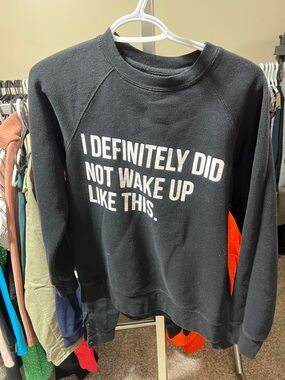 I DEFINITELY DID
NOT WAKE UP
LIKE THIS.